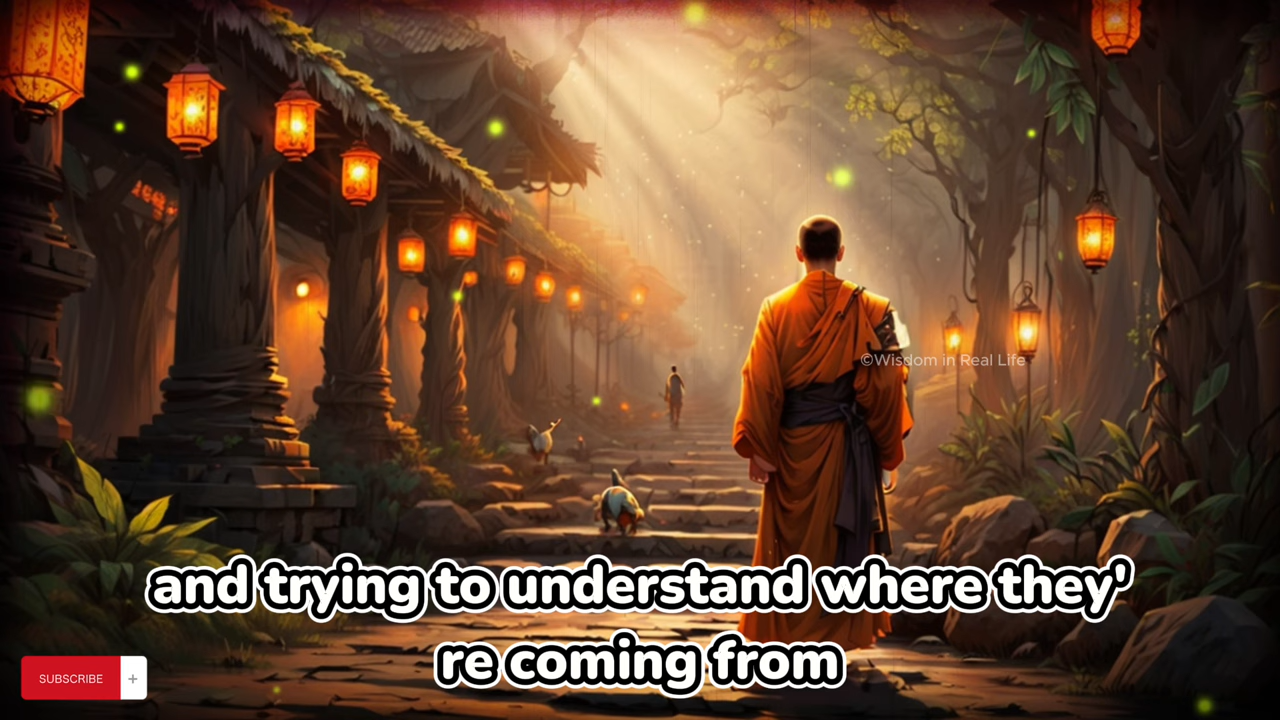 ©Wisdom in Real Life
and trying to understand where they'
re coming from
SUBSCRIBE +